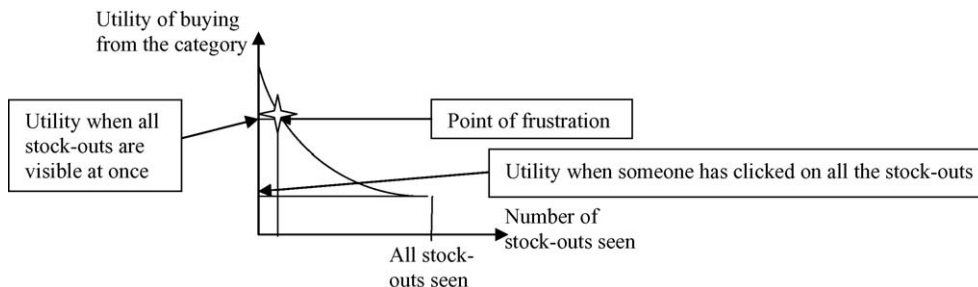 Utility of buying
from the category
Utility when all
stock-outs are
visible at once
Point of frustration
Utility when someone has clicked on all the stock-outs
Number of
stock-outs seen
All stock-
outs seen